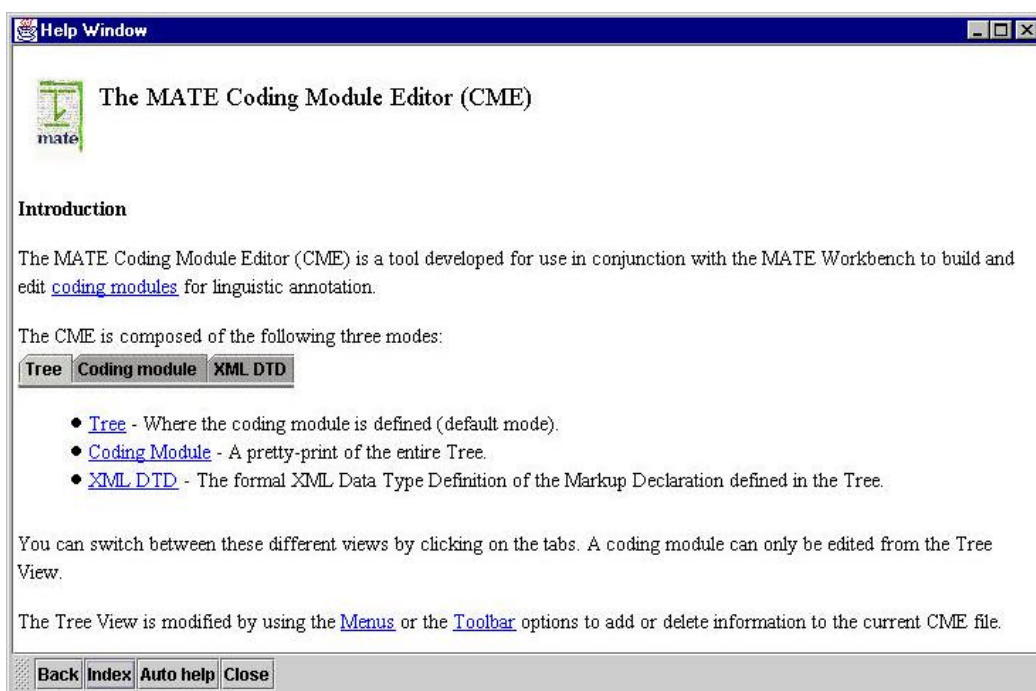 Help Window
The MATE Coding Module Editor (CME)
mate
Introduction
The MATE Coding Module Editor (CME) is a tool developed for use in conjunction with the MATE Workbench to build and
edit coding modules for linguistic annotation.
The CME is composed of the following three modes:
Tree Coding module XML DTD
Tree - Where the coding module is defined (default mode).
Coding Module - A pretty-print of the entire Tree.
XML DTD - The formal XML Data Type Definition of the Markup Declaration defined in the Tree.
You can switch between these different views by clicking on the tabs. A coding module can only be edited from the Tree
View.
The Tree View is modified by using the Menus or the Toolbar options to add or delete information to the current CME file.
Back Index Auto help Close